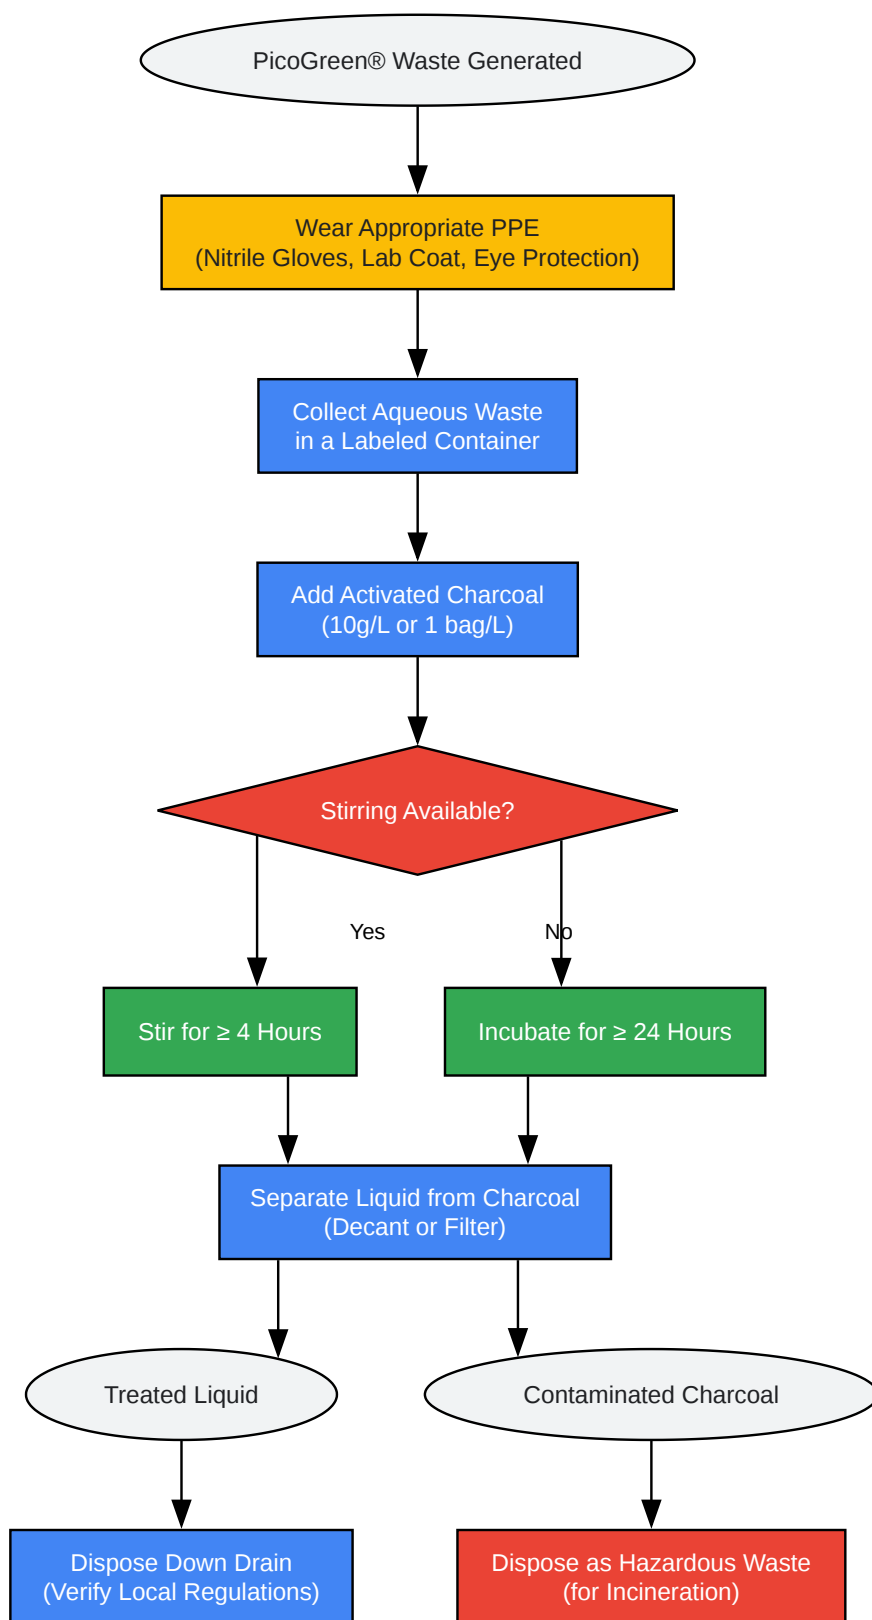 PicoGreen® Waste Generated
Wear Appropriate PPE
(Nitrile Gloves, Lab Coat, Eye Protection)
Collect Aqueous Waste
in a Labeled Container
Add Activated Charcoal
(10g/L or 1 bag/L)
Stirring Available?
Yes
No
Stir for ≥ 4 Hours
Incubate for ≥ 24 Hours
Separate Liquid from Charcoal
(Decant or Filter)
Treated Liquid
Contaminated Charcoal
Dispose Down Drain
(Verify Local Regulations)
Dispose as Hazardous Waste
(for Incineration)